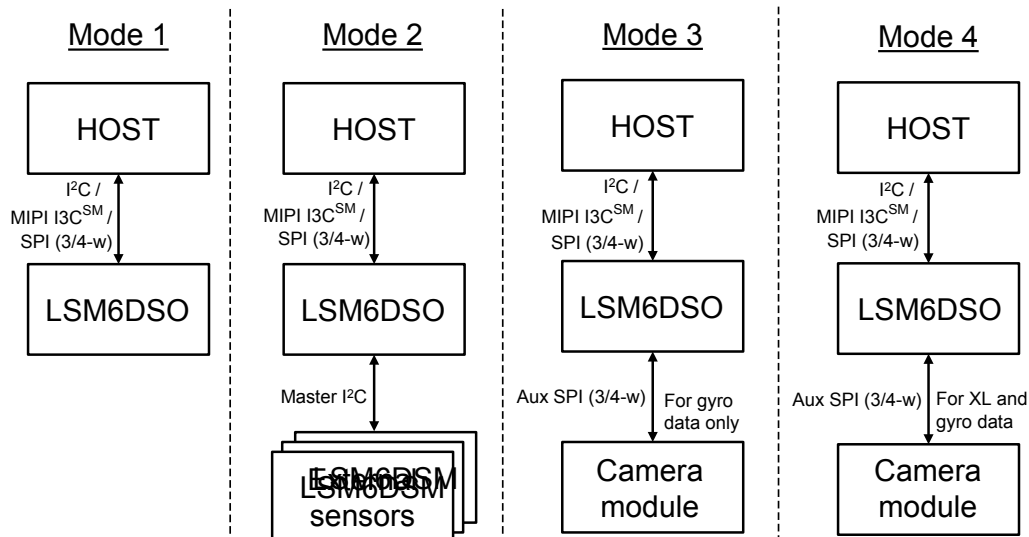 Mode 1
HOST
I²C /
MIPI I3C^SM /
SPI (3/4-w)
LSM6DSO
Mode 2
HOST
I²C /
MIPI I3C^SM /
SPI (3/4-w)
LSM6DSO
Master I²C
LSM6DSM
External
LSM6DSM
sensors
Mode 3
HOST
I²C /
MIPI I3C^SM /
SPI (3/4-w)
LSM6DSO
Aux SPI (3/4-w)
For gyro
data only
Camera
module
Mode 4
HOST
I²C /
MIPI I3C^SM /
SPI (3/4-w)
LSM6DSO
Aux SPI (3/4-w)
For XL and
gyro data
Camera
module